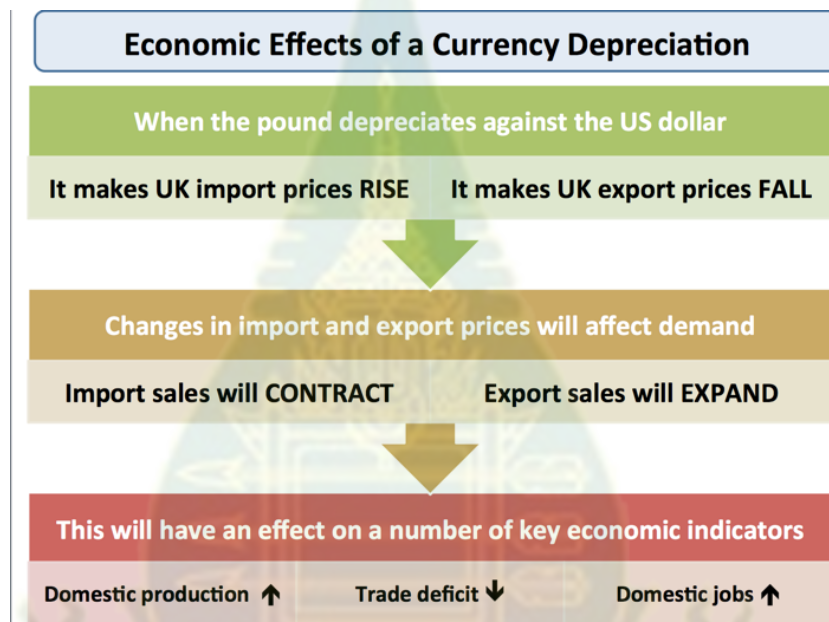 Economic Effects of a Currency Depreciation
When the pound depreciates against the US dollar
It makes UK import prices RISE
It makes UK export prices FALL
Changes in import and export prices will affect demand
Import sales will CONTRACT
Export sales will EXPAND
This will have an effect on a number of key economic indicators
Domestic production ↑
Trade deficit ↓
Domestic jobs ↑